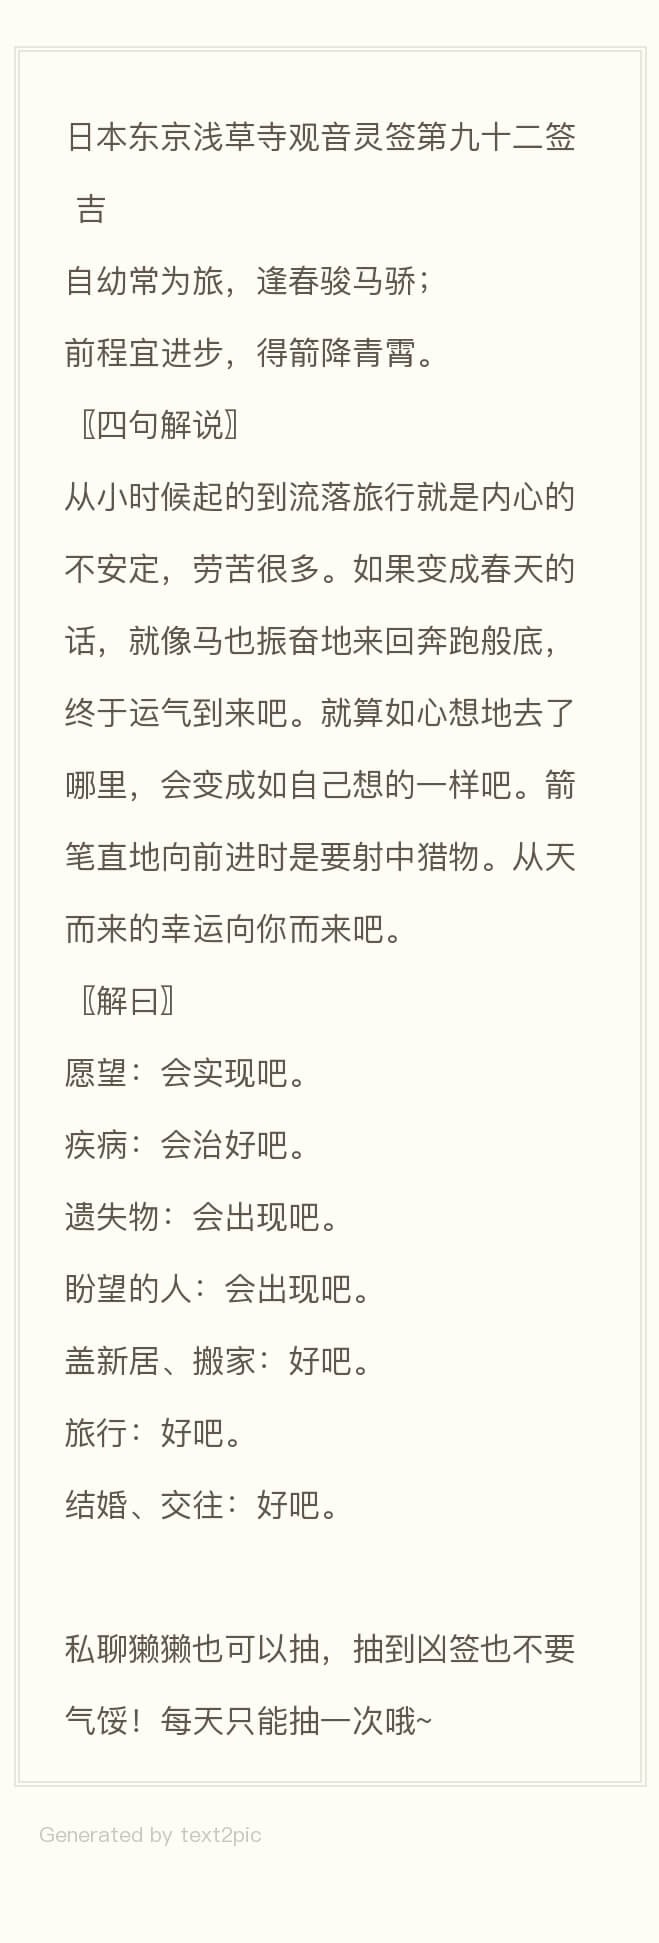 日本东京浅草寺观音灵签第九十二签
吉
自幼常为旅，逢春骏马骄；
前程宜进步，得箭降青霄。
〖四句解说〗
从小时候起的到流落旅行就是内心的
不安定，劳苦很多。如果变成春天的
话，就像马也振奋地来回奔跑般底，
终于运气到来吧。就算如心想地去了
哪里，会变成如自己想的一样吧。箭
笔直地向前进时是要射中猎物。从天
而来的幸运向你而来吧。
〖解曰〗
愿望：会实现吧。
疾病：会治好吧。
遗失物：会出现吧。
盼望的人：会出现吧。
盖新居、搬家：好吧。
旅行：好吧。
结婚、交往：好吧。
私聊獭獭也可以抽，抽到凶签也不要
气馁！每天只能抽一次哦~
Generated by text2pic